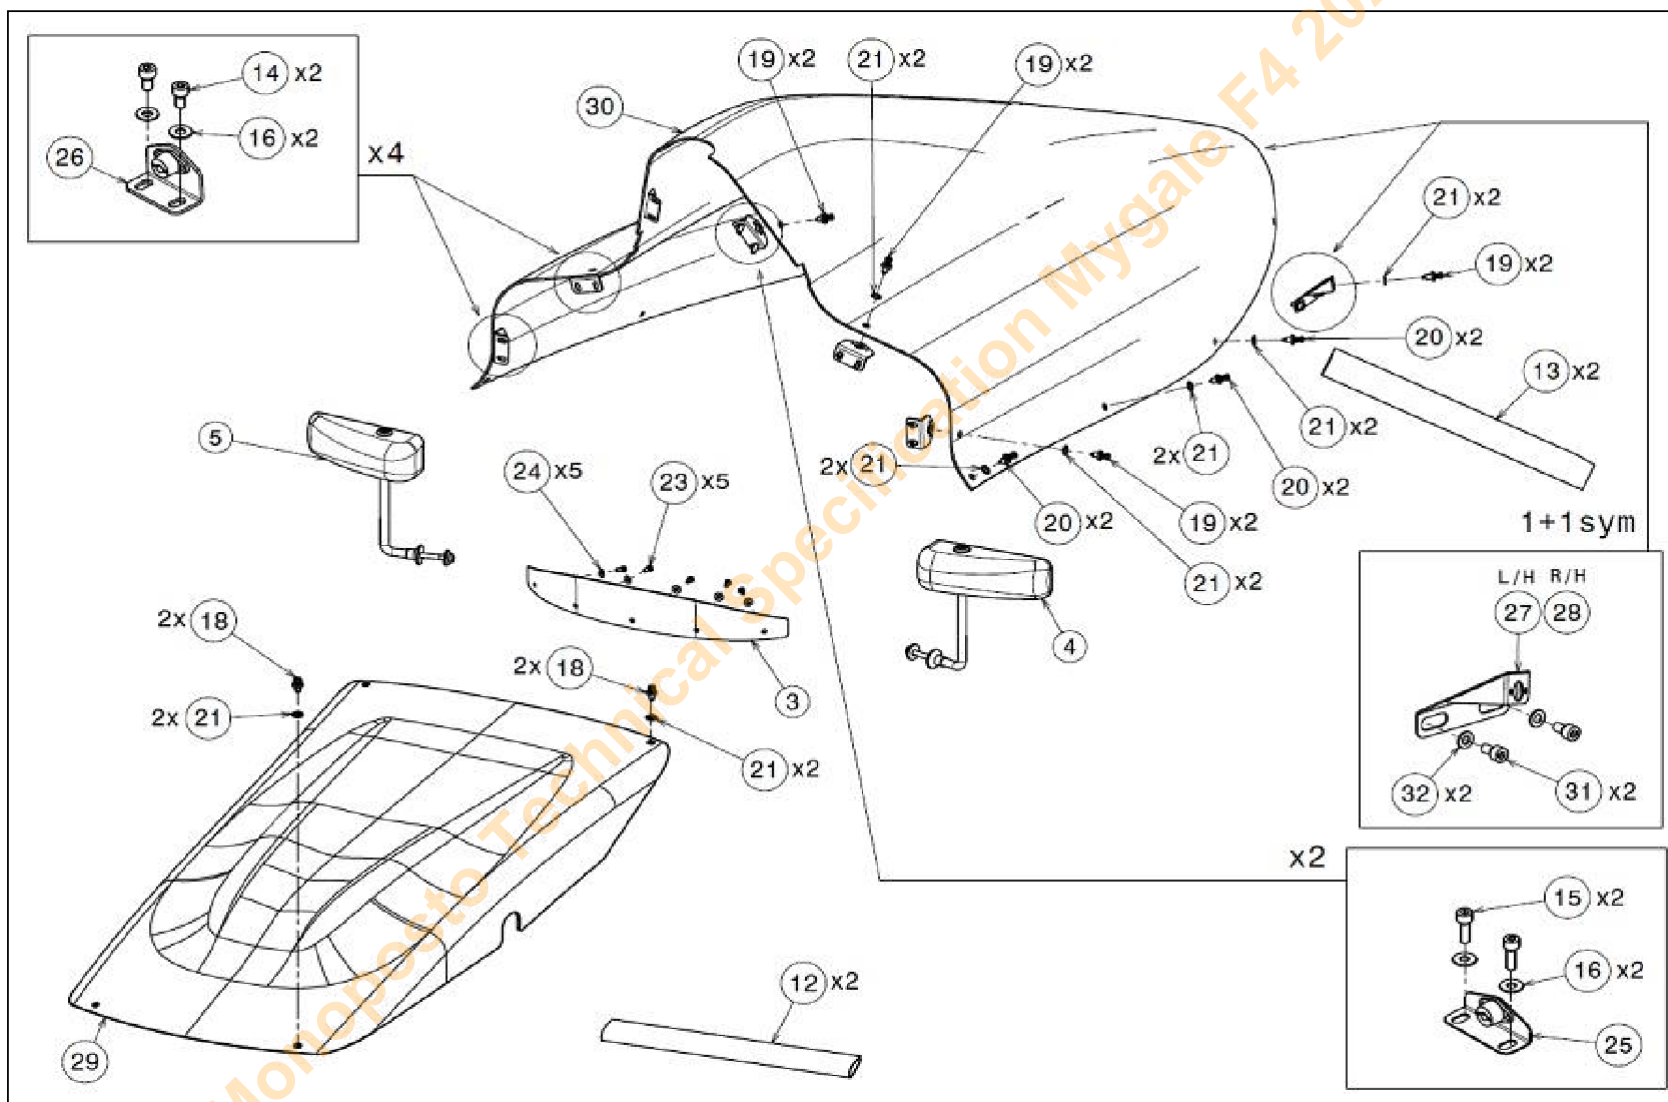 19 x2
21 x2
19 x2
14 x2
30
16 x2
26
x4
19 x2
21 x2
19 x2
20 x2
13 x2
5
21 x2
24 x5
23 x5
2x 21
2x 21
20 x2
20 x2
19 x2
1+1sym
21 x2
L/H R/H
27 28
4
2x 18
2x 18
3
2x 21
21 x2
32 x2
31 x2
x2
15 x2
12 x2
16 x2
29
25
Monoposto Technical Specification Mygale F4